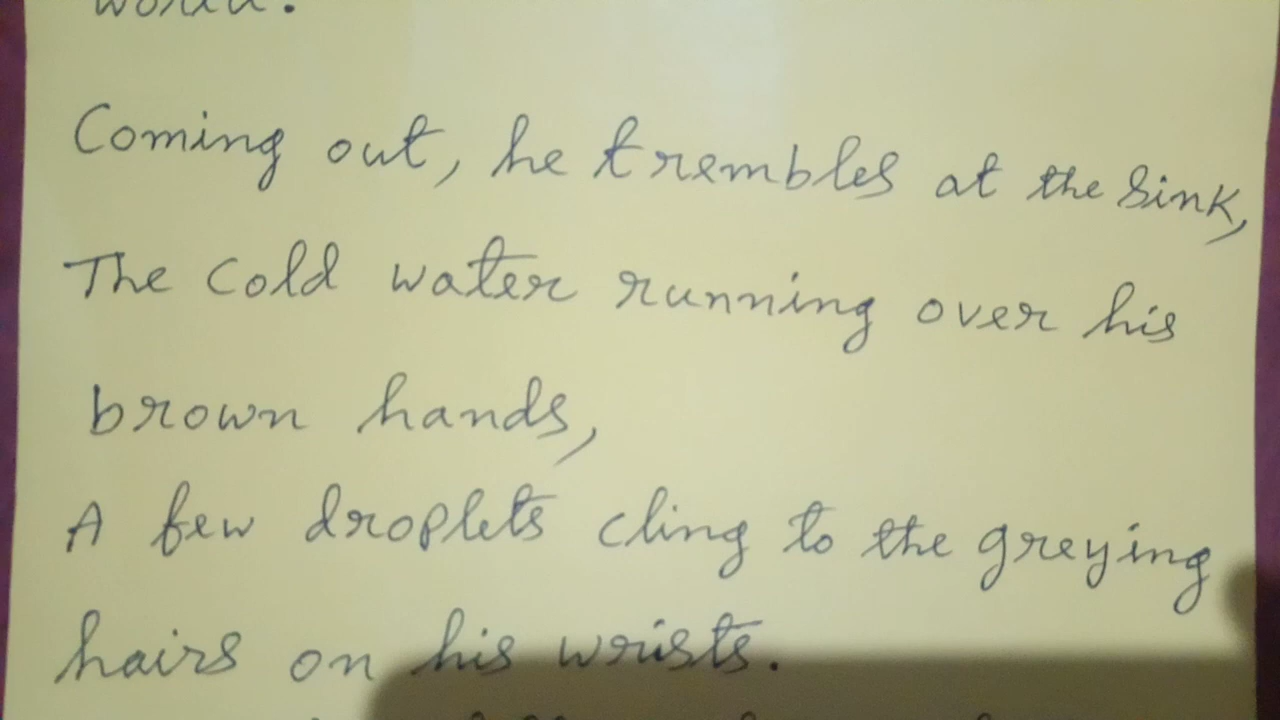 world.
Coming out, he trembles at the Sink,
The cold water running over his
brown hands,
A few droplets cling to the greying
hairs on his wrists.